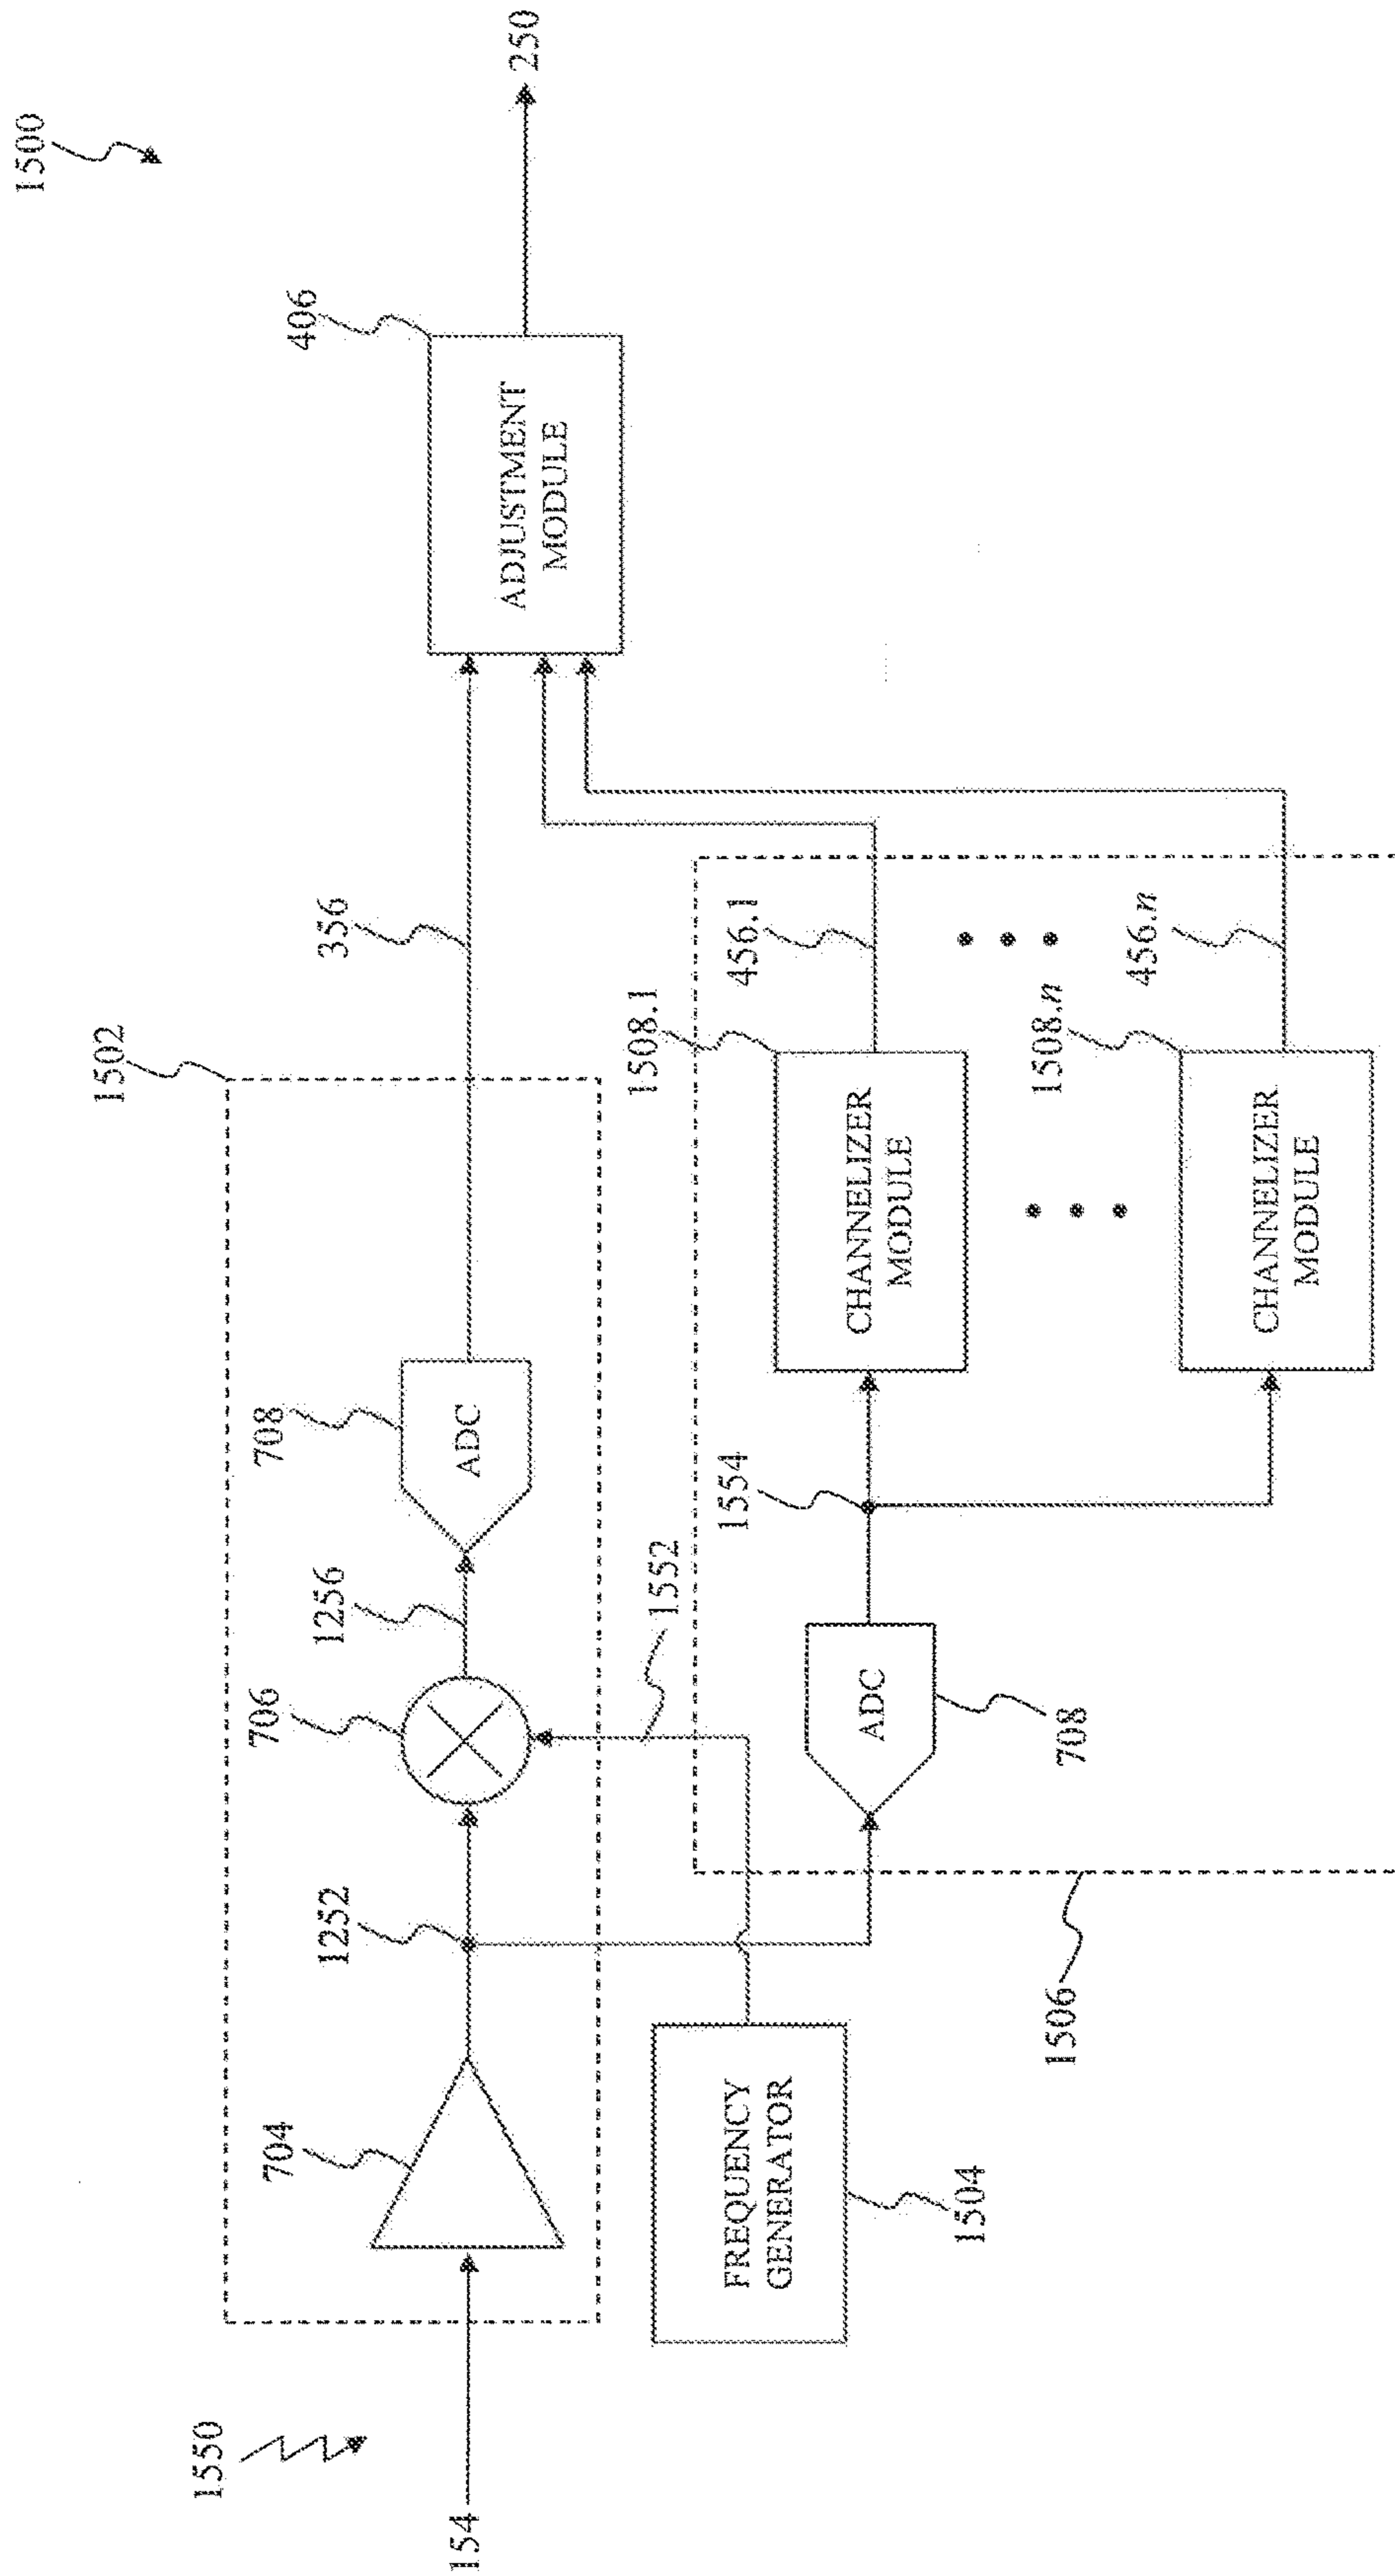 1500
1502
406
ADJUSTMENT
MODULE
250
356
708
ADC
1256
706
1252
704
1550
154
1552
FREQUENCY
GENERATOR
1504
1554
1508.1
456.1
CHANNELIZER
MODULE
1508.n
456.n
CHANNELIZER
MODULE
ADC
708
1506